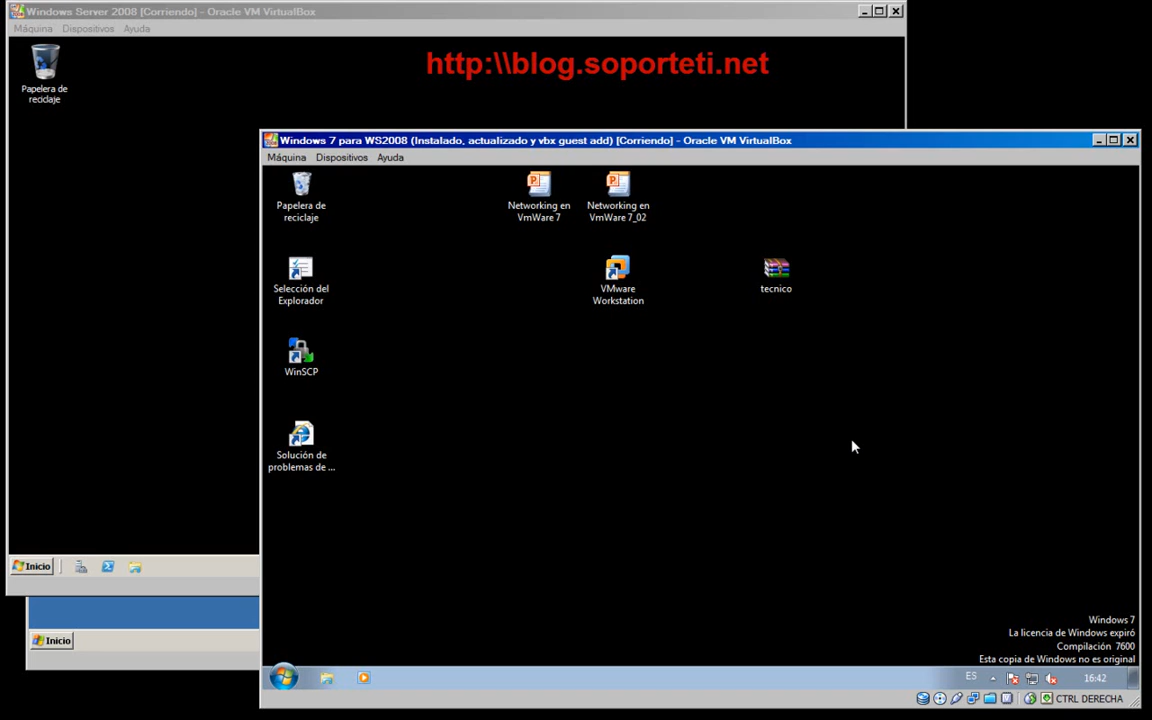 Windows Server 2008 [Corriendo] - Oracle VM VirtualBox
Máquina Dispositivos Ayuda
http:\\blog.soporteti.net
Papelera de
reciclaje
Windows 7 para WS2008 (Instalado, actualizado y vbx guest add) [Corriendo] - Oracle VM VirtualBox
Máquina Dispositivos Ayuda
Papelera de
reciclaje
Networking en
VmWare 7
Networking en
VmWare 7_02
Selección del
Explorador
VMware
Workstation
tecnico
WinSCP
Solución de
problemas de ...
Inicio
Inicio
Windows 7
La licencia de Windows expiró
Compilación 7600
Esta copia de Windows no es original
ES
16:42
CTRL DERECHA